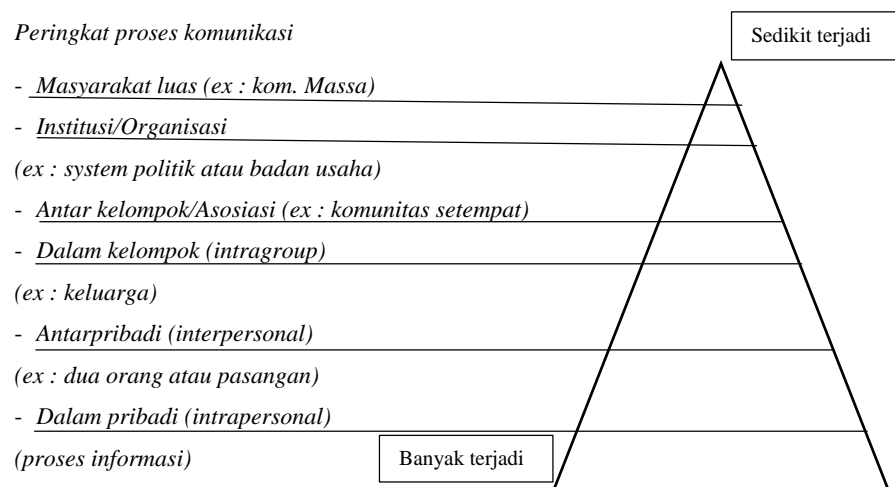 Peringkat proses komunikasi
Sedikit terjadi
- Masyarakat luas (ex : kom. Massa)
- Institusi/Organisasi
(ex : system politik atau badan usaha)
- Antar kelompok/Asosiasi (ex : komunitas setempat)
- Dalam kelompok (intragroup)
(ex : keluarga)
- Antarpribadi (interpersonal)
(ex : dua orang atau pasangan)
- Dalam pribadi (intrapersonal)
(proses informasi)
Banyak terjadi